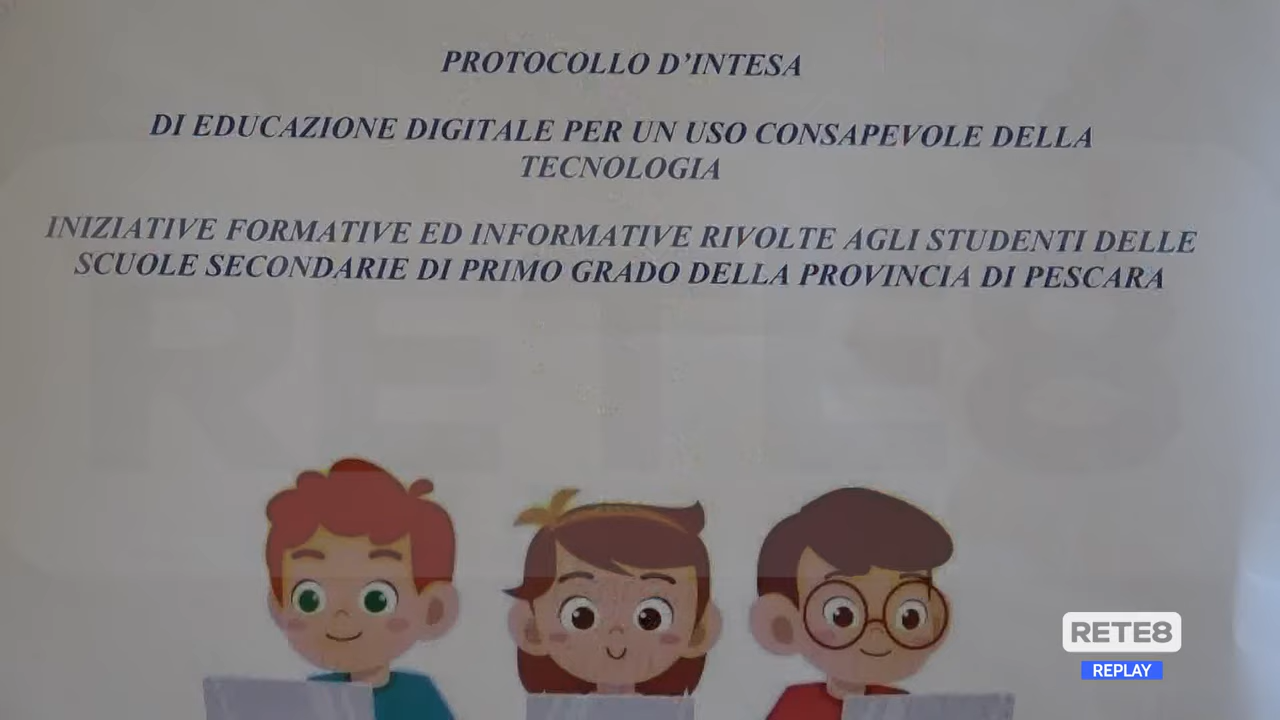 PROTOCOLLO D'INTESA
DI EDUCAZIONE DIGITALE PER UN USO CONSAPEVOLE DELLA
TECNOLOGIA
INIZIATIVE FORMATIVE ED INFORMATIVE RIVOLTE AGLI STUDENTI DELLE
SCUOLE SECONDARIE DI PRIMO GRADO DELLA PROVINCIA DI PESCARA
RETE8
RETE8
REPLAY